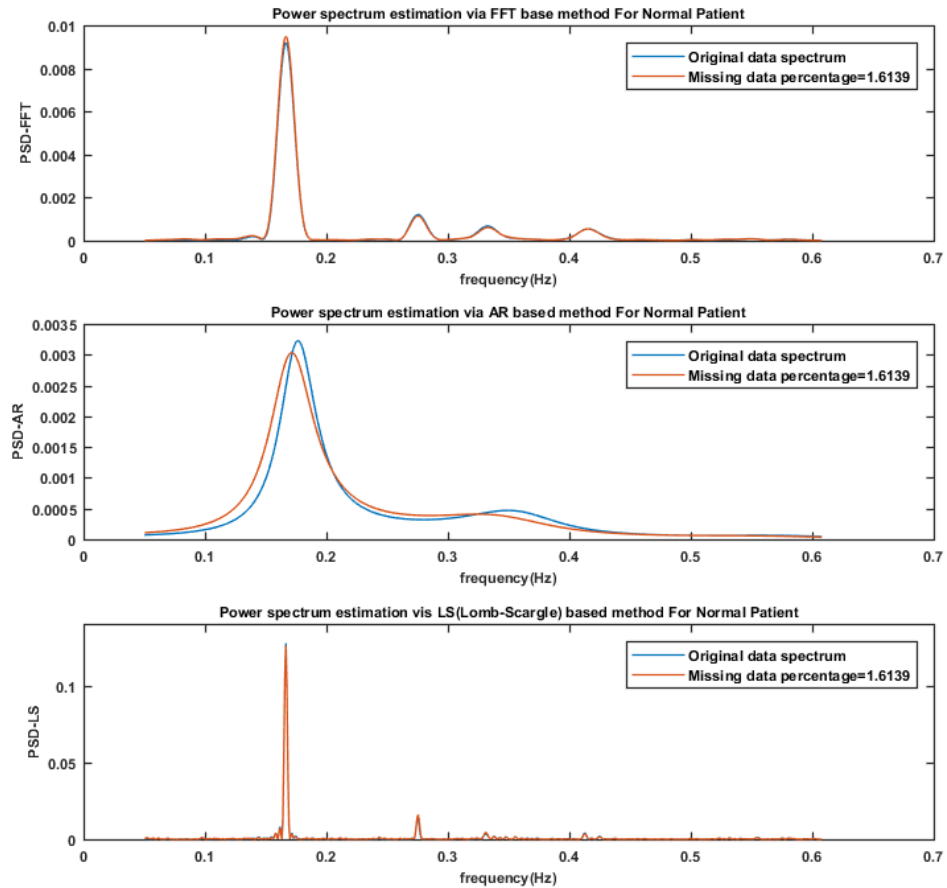 Power spectrum estimation via FFT base method For Normal Patient
0.01
0.008
0.006
0.004
0.002
0
PSD-FFT
Original data spectrum
Missing data percentage=1.6139
0 0.1 0.2 0.3 0.4 0.5 0.6 0.7
frequency(Hz)
Power spectrum estimation via AR based method For Normal Patient
0.0035
0.003
0.0025
0.002
0.0015
0.001
0.0005
0
PSD-AR
Original data spectrum
Missing data percentage=1.6139
0 0.1 0.2 0.3 0.4 0.5 0.6 0.7
frequency(Hz)
Power spectrum estimation vis LS(Lomb-Scargle) based method For Normal Patient
0.1
0.05
0
PSD-LS
Original data spectrum
Missing data percentage=1.6139
0 0.1 0.2 0.3 0.4 0.5 0.6 0.7
frequency(Hz)